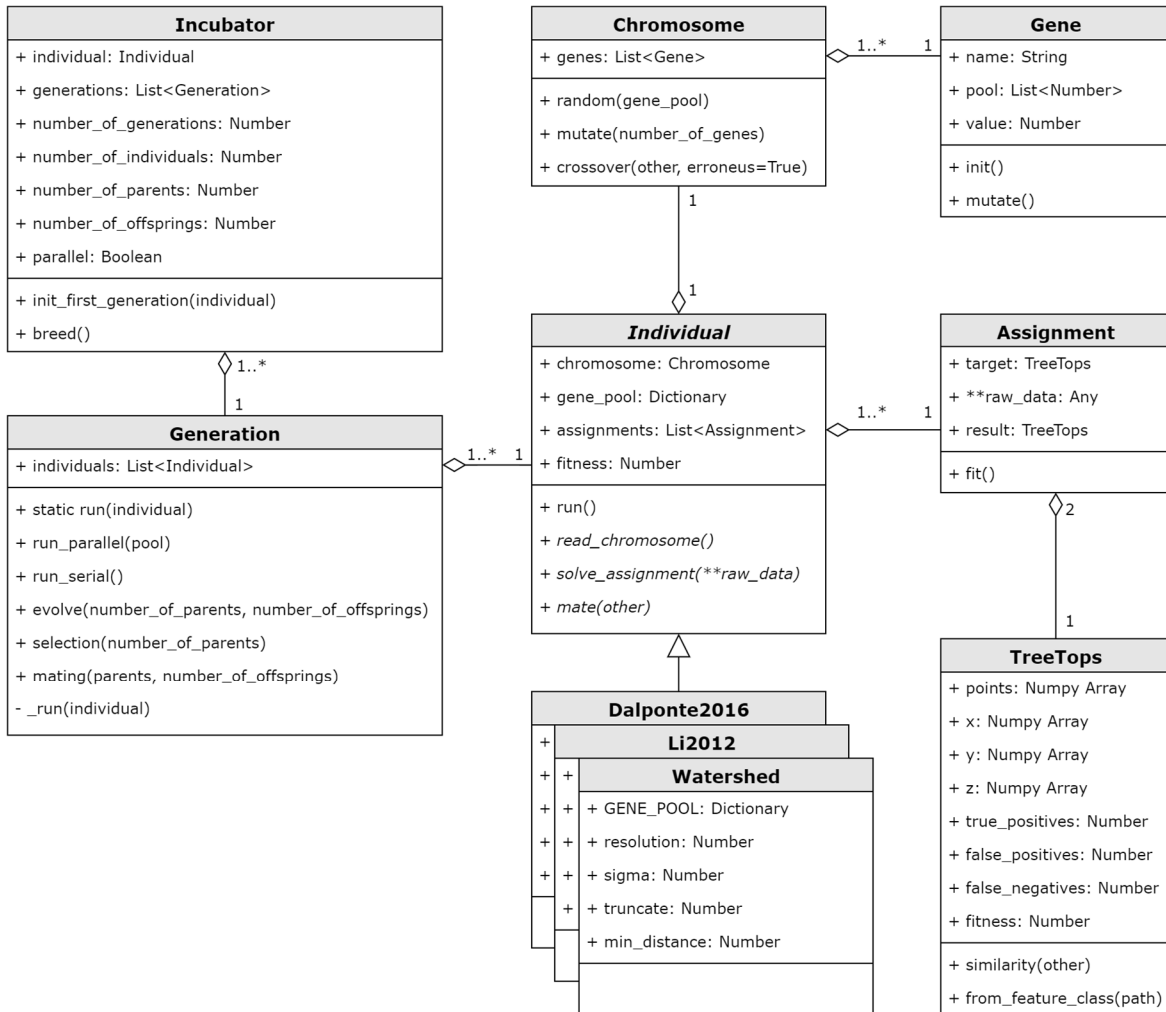 Incubator
+ individual: Individual
+ generations: List<Generation>
+ number_of_generations: Number
+ number_of_individuals: Number
+ number_of_parents: Number
+ number_of_offsprings: Number
+ parallel: Boolean
+ init_first_generation(individual)
+ breed()
1..*
1
Generation
+ individuals: List<Individual>
+ static run(individual)
+ run_parallel(pool)
+ run_serial()
+ evolve(number_of_parents, number_of_offsprings)
+ selection(number_of_parents)
+ mating(parents, number_of_offsprings)
- _run(individual)
1..* 1
Chromosome
+ genes: List<Gene>
+ random(gene_pool)
+ mutate(number_of_genes)
+ crossover(other, erroneus=True)
1..* 1
1
1
Gene
+ name: String
+ pool: List<Number>
+ value: Number
+ init()
+ mutate()
Individual
+ chromosome: Chromosome
+ gene_pool: Dictionary
+ assignments: List<Assignment>
+ fitness: Number
+ run()
+ read_chromosome()
+ solve_assignment(**raw_data)
+ mate(other)
1..* 1
Assignment
+ target: TreeTops
+ **raw_data: Any
+ result: TreeTops
+ fit()
2
1
Dalponte2016
+
+
+
+
+
Li2012
+
+
+
+
+
Watershed
+ GENE_POOL: Dictionary
+ resolution: Number
+ sigma: Number
+ truncate: Number
+ min_distance: Number
TreeTops
+ points: Numpy Array
+ x: Numpy Array
+ y: Numpy Array
+ z: Numpy Array
+ true_positives: Number
+ false_positives: Number
+ false_negatives: Number
+ fitness: Number
+ similarity(other)
+ from_feature_class(path)